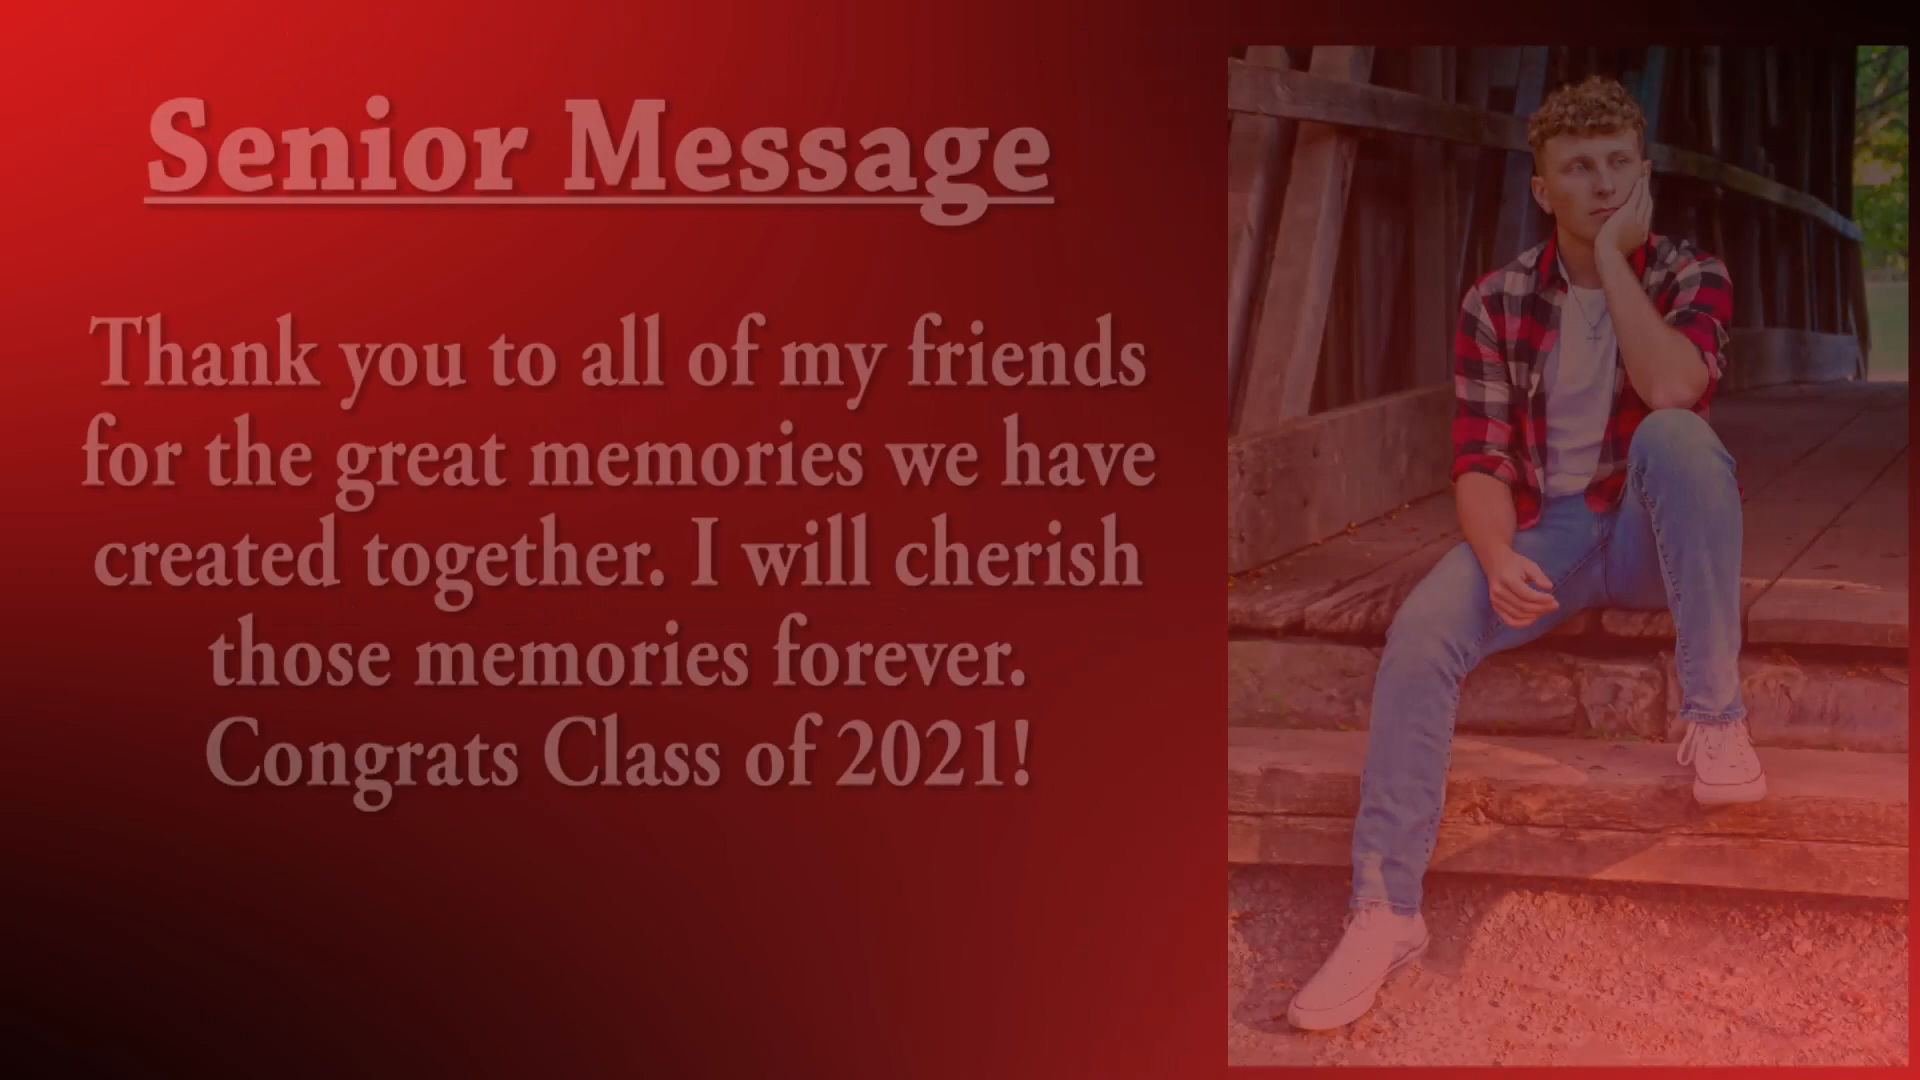 Senior Message
Thank you to all of my friends
for the great memories we have
created together. I will cherish
those memories forever.
Congrats Class of 2021!